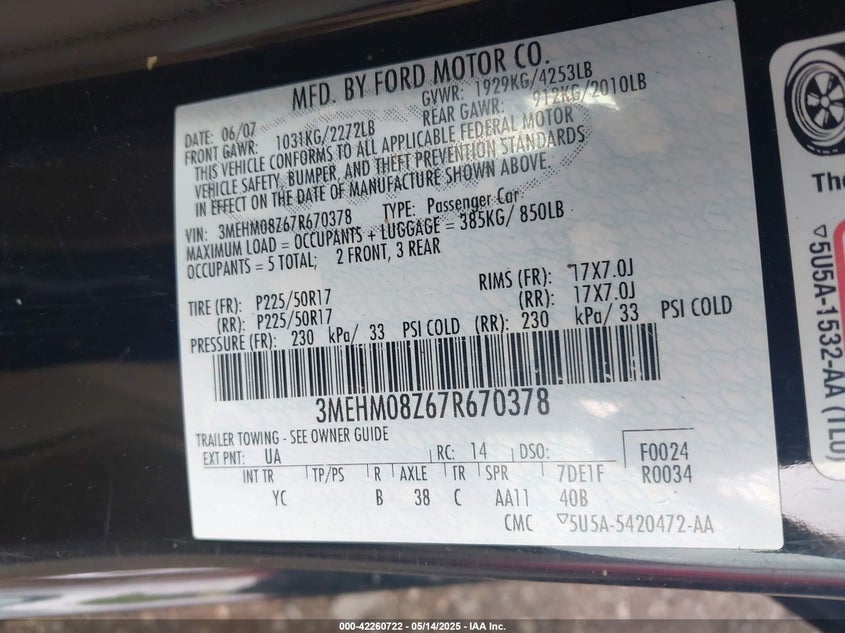 MFD. BY FORD MOTOR CO.
DATE: 06/07 GVWR: 1929KG/4253LB
FRONT GAWR: 1031KG/2272LB REAR GAWR: 912KG/2010LB
THIS VEHICLE CONFORMS TO ALL APPLICABLE FEDERAL MOTOR
VEHICLE SAFETY, BUMPER, AND THEFT PREVENTION STANDARDS
IN EFFECT ON THE DATE OF MANUFACTURE SHOWN ABOVE.
VIN: 3MEHM08Z67R670378 TYPE: Passenger Car
MAXIMUM LOAD = OCCUPANTS + LUGGAGE = 385KG/ 850LB
OCCUPANTS = 5 TOTAL; 2 FRONT, 3 REAR
TIRE (FR): P225/50R17 RIMS (FR): 17X7.0J
(RR): P225/50R17 (RR): 17X7.0J
PRESSURE (FR): 230 kPa/ 33 PSI COLD (RR): 230 kPa/ 33 PSI COLD
3MEHM08Z67R670378
TRAILER TOWING - SEE OWNER GUIDE
EXT PNT: UA RC: 14 DSO: F0024
INT TR TP/PS R AXLE TR SPR 7DE1F R0034
YC B 38 C AA11 40B
CMC ▽5U5A-5420472-AA
The
▽5U5A-1532-AA (TL0)
000-42260722 - 05/14/2025 - IAA Inc.